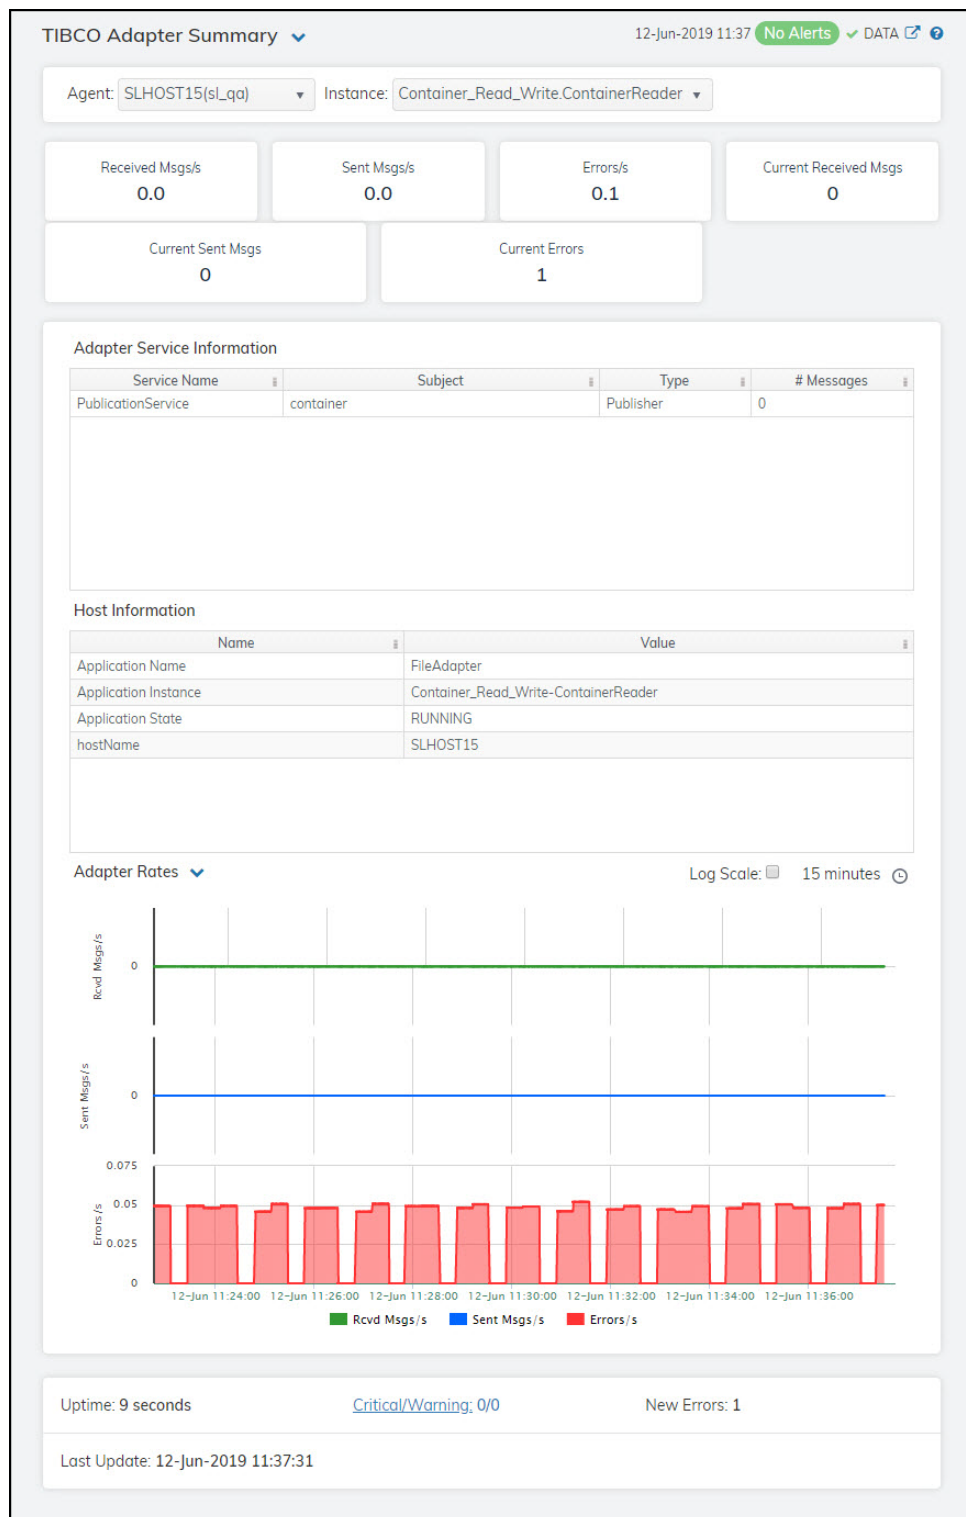 TIBCO Adapter Summary 12-Jun-2019 11:37 No Alerts DATA
Agent: SLHOST15(sl_qa) Instance: Container_Read_Write.ContainerReader
Received Msgs/s Sent Msgs/s Errors/s Current Received Msgs
0.0 0.0 0.1 0
Current Sent Msgs Current Errors
0 1
Adapter Service Information
Service Name Subject Type # Messages
PublicationService container Publisher 0
Host Information
Name Value
Application Name FileAdapter
Application Instance Container_Read_Write-ContainerReader
Application State RUNNING
hostName SLHOST15
Adapter Rates Log Scale: 15 minutes
Rcvd Msgs/s
0
Sent Msgs/s
0
Errors/s
0.075
0.05
0.025
0
12-Jun 11:24:00 12-Jun 11:26:00 12-Jun 11:28:00 12-Jun 11:30:00 12-Jun 11:32:00 12-Jun 11:34:00 12-Jun 11:36:00
Rcvd Msgs/s Sent Msgs/s Errors/s
Uptime: 9 seconds Critical/Warning: 0/0 New Errors: 1
Last Update: 12-Jun-2019 11:37:31